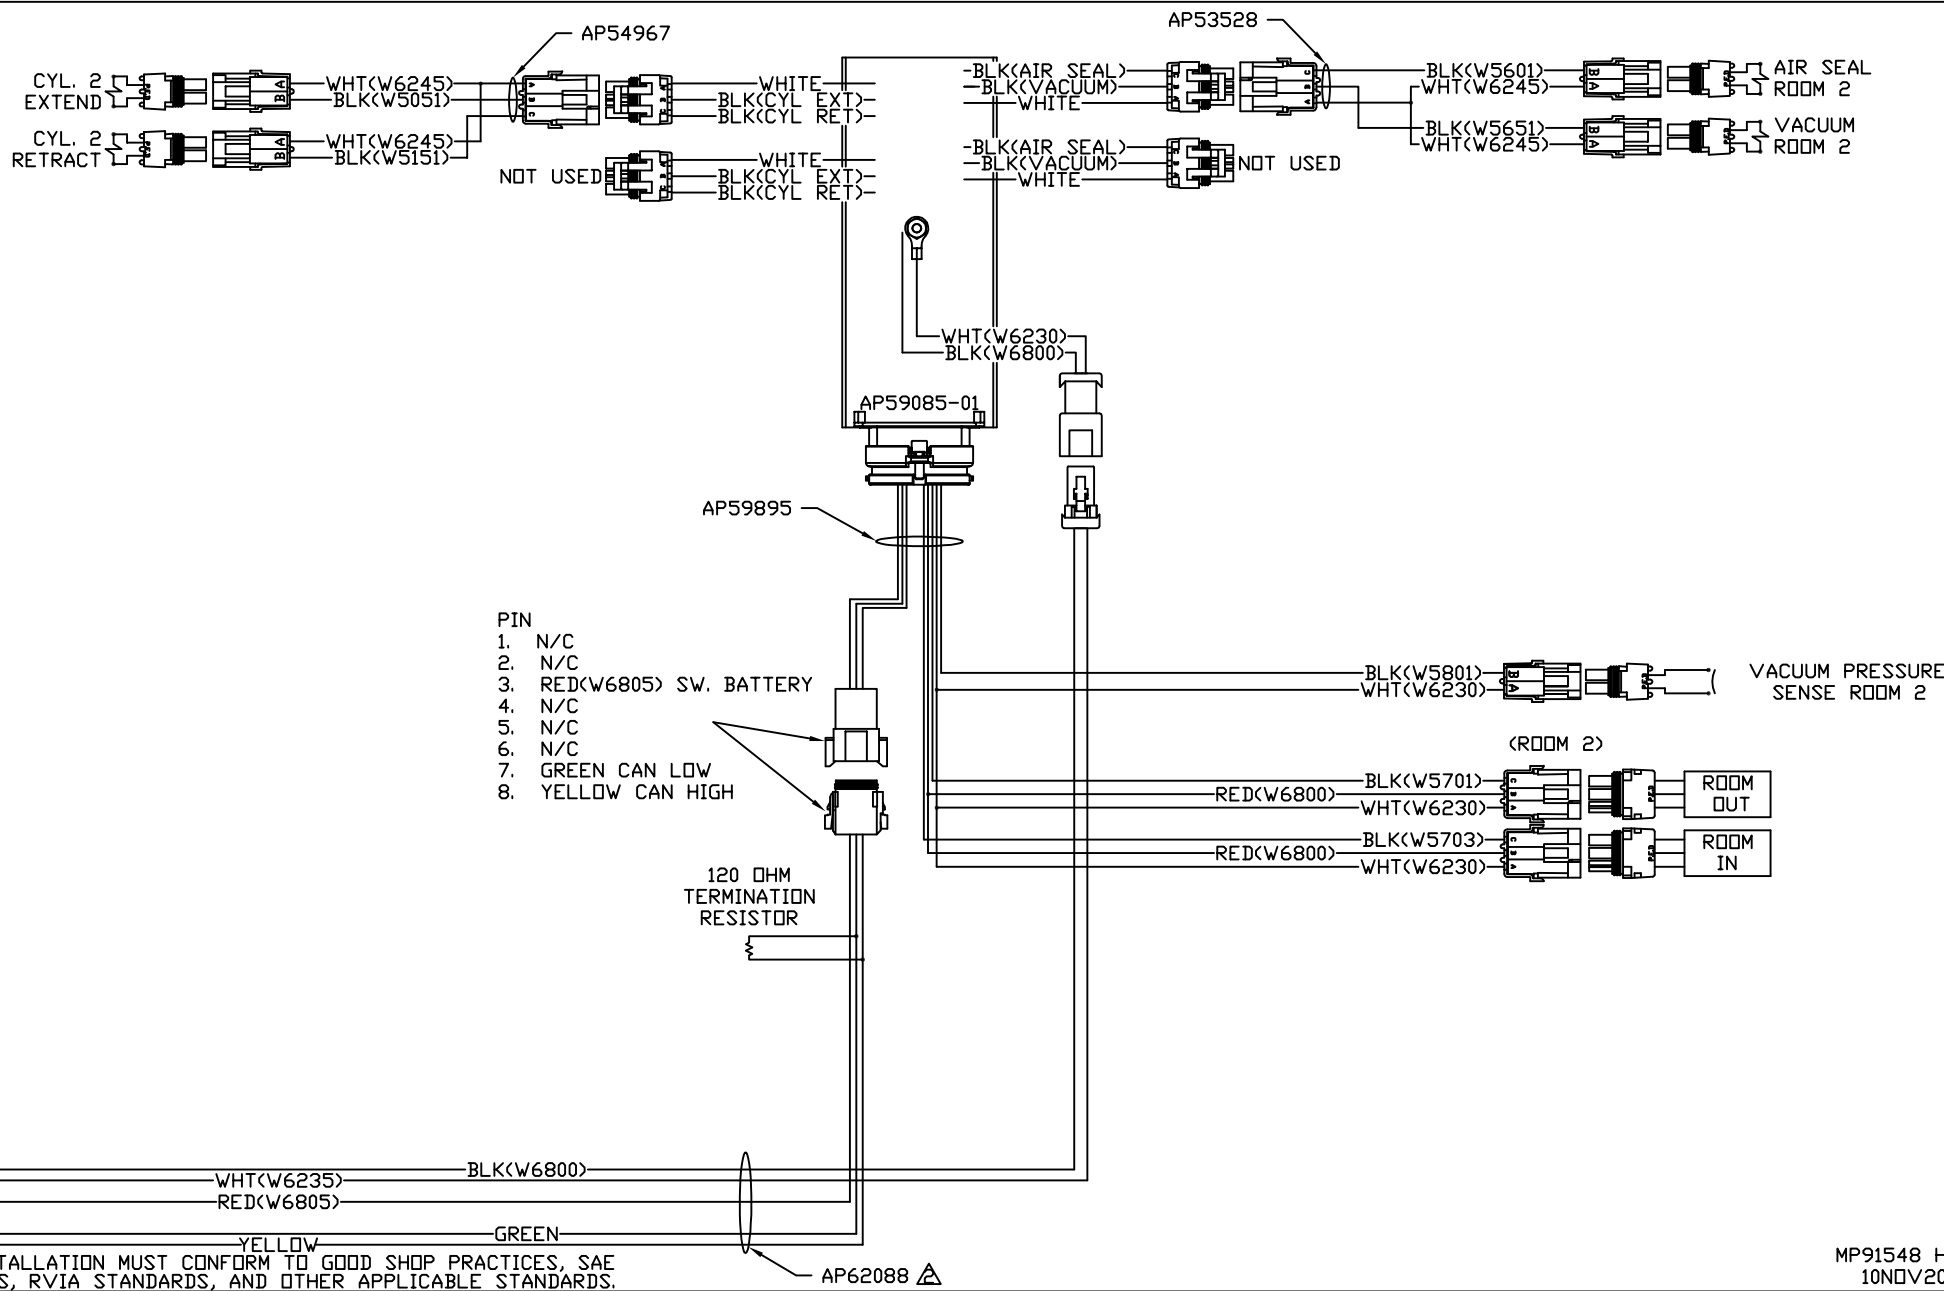 AP54967
AP53528
CYL. 2
EXTEND
WHT(W6245)
BLK(W5051)
CYL. 2
RETRACT
WHT(W6245)
BLK(W5151)
A
B
A
B
A
B
C
WHITE
BLK(CYL EXT)
BLK(CYL RET)
NOT USED
WHITE
BLK(CYL EXT)
BLK(CYL RET)
BLK(AIR SEAL)
BLK(VACUUM)
WHITE
BLK(AIR SEAL)
BLK(VACUUM)
WHITE
NOT USED
BLK(W5601)
WHT(W6245)
B
A
AIR SEAL
ROOM 2
BLK(W5651)
WHT(W6245)
B
A
VACUUM
ROOM 2
WHT(W6230)
BLK(W6800)
AP59085-01
AP59895
PIN
1. N/C
2. N/C
3. RED(W6805) SW. BATTERY
4. N/C
5. N/C
6. N/C
7. GREEN CAN LOW
8. YELLOW CAN HIGH
BLK(W5801)
WHT(W6230)
B
A
VACUUM PRESSURE
SENSE ROOM 2
(ROOM 2)
BLK(W5701)
RED(W6800)
WHT(W6230)
C
B
A
ROOM
OUT
BLK(W5703)
RED(W6800)
WHT(W6230)
C
B
A
ROOM
IN
120 OHM
TERMINATION
RESISTOR
BLK(W6800)
WHT(W6235)
RED(W6805)
GREEN
YELLOW
TALLATION MUST CONFORM TO GOOD SHOP PRACTICES, SAE
S, RVIA STANDARDS, AND OTHER APPLICABLE STANDARDS.
AP62088 2
MP91548 H
10NOV20